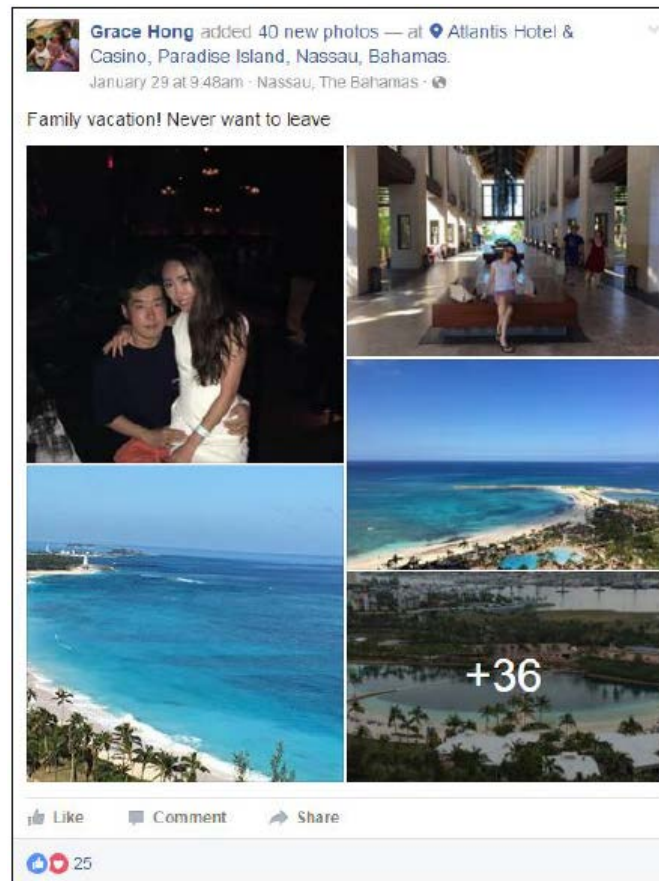 Grace Hong added 40 new photos — at Atlantis Hotel &
Casino, Paradise Island, Nassau, Bahamas.
January 29 at 9:48am · Nassau, The Bahamas ·
Family vacation! Never want to leave
+36
Like Comment Share
25